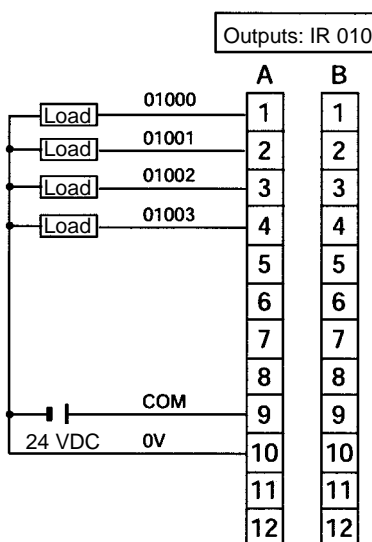 Outputs: IR 010
A B
01000
Load 1 1
01001
Load 2 2
01002
Load 3 3
01003
Load 4 4
5 5
6 6
7 7
8 8
COM 9 9
24 VDC 0V 10 10
11 11
12 12